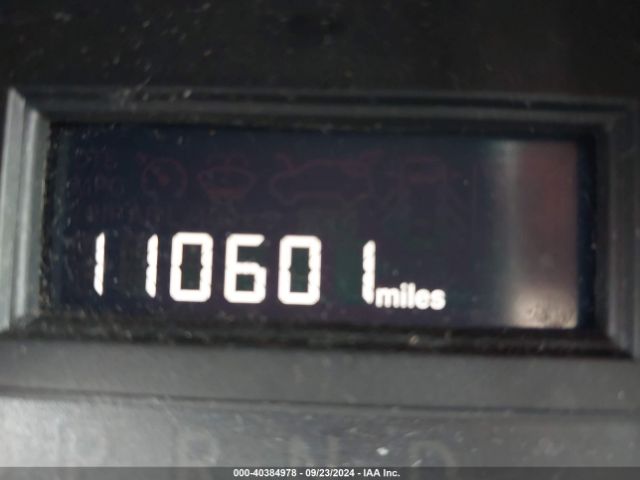 110601 miles
P R N D
000-40384978 - 09/23/2024 - IAA Inc.